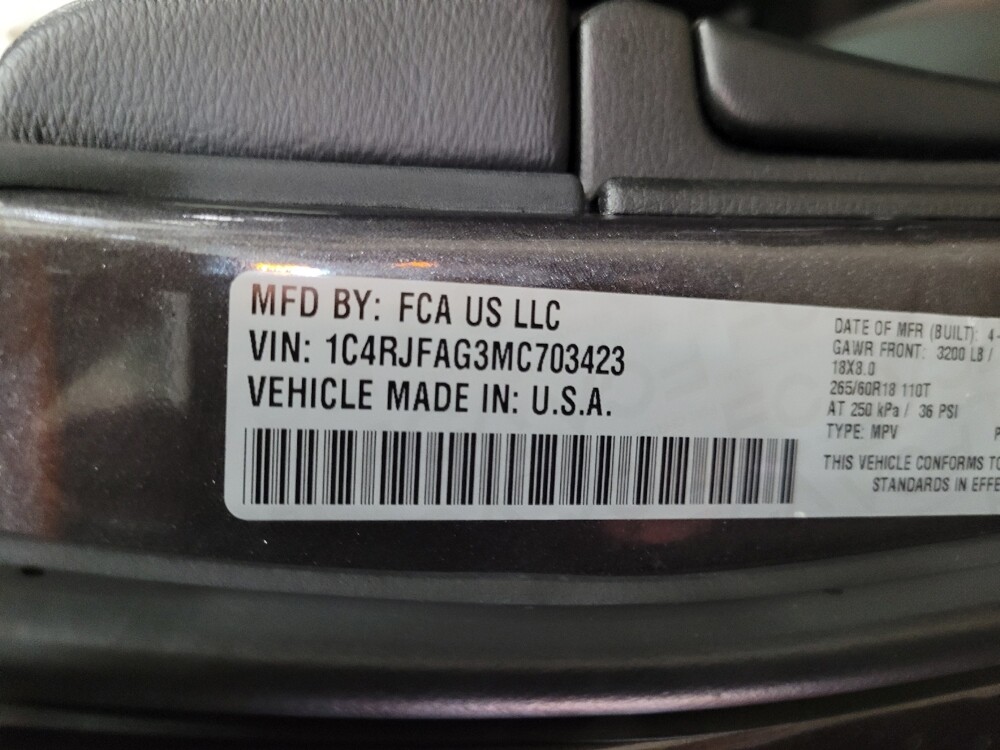 MFD BY: FCA US LLC
VIN: 1C4RJFAG3MC703423
VEHICLE MADE IN: U.S.A.
DATE OF MFR (BUILT): 4-
GAWR FRONT: 3200 LB /
18X8.0
265/60R18 110T
AT 250 kPa / 36 PSI
TYPE: MPV P
THIS VEHICLE CONFORMS TO
STANDARDS IN EFFE